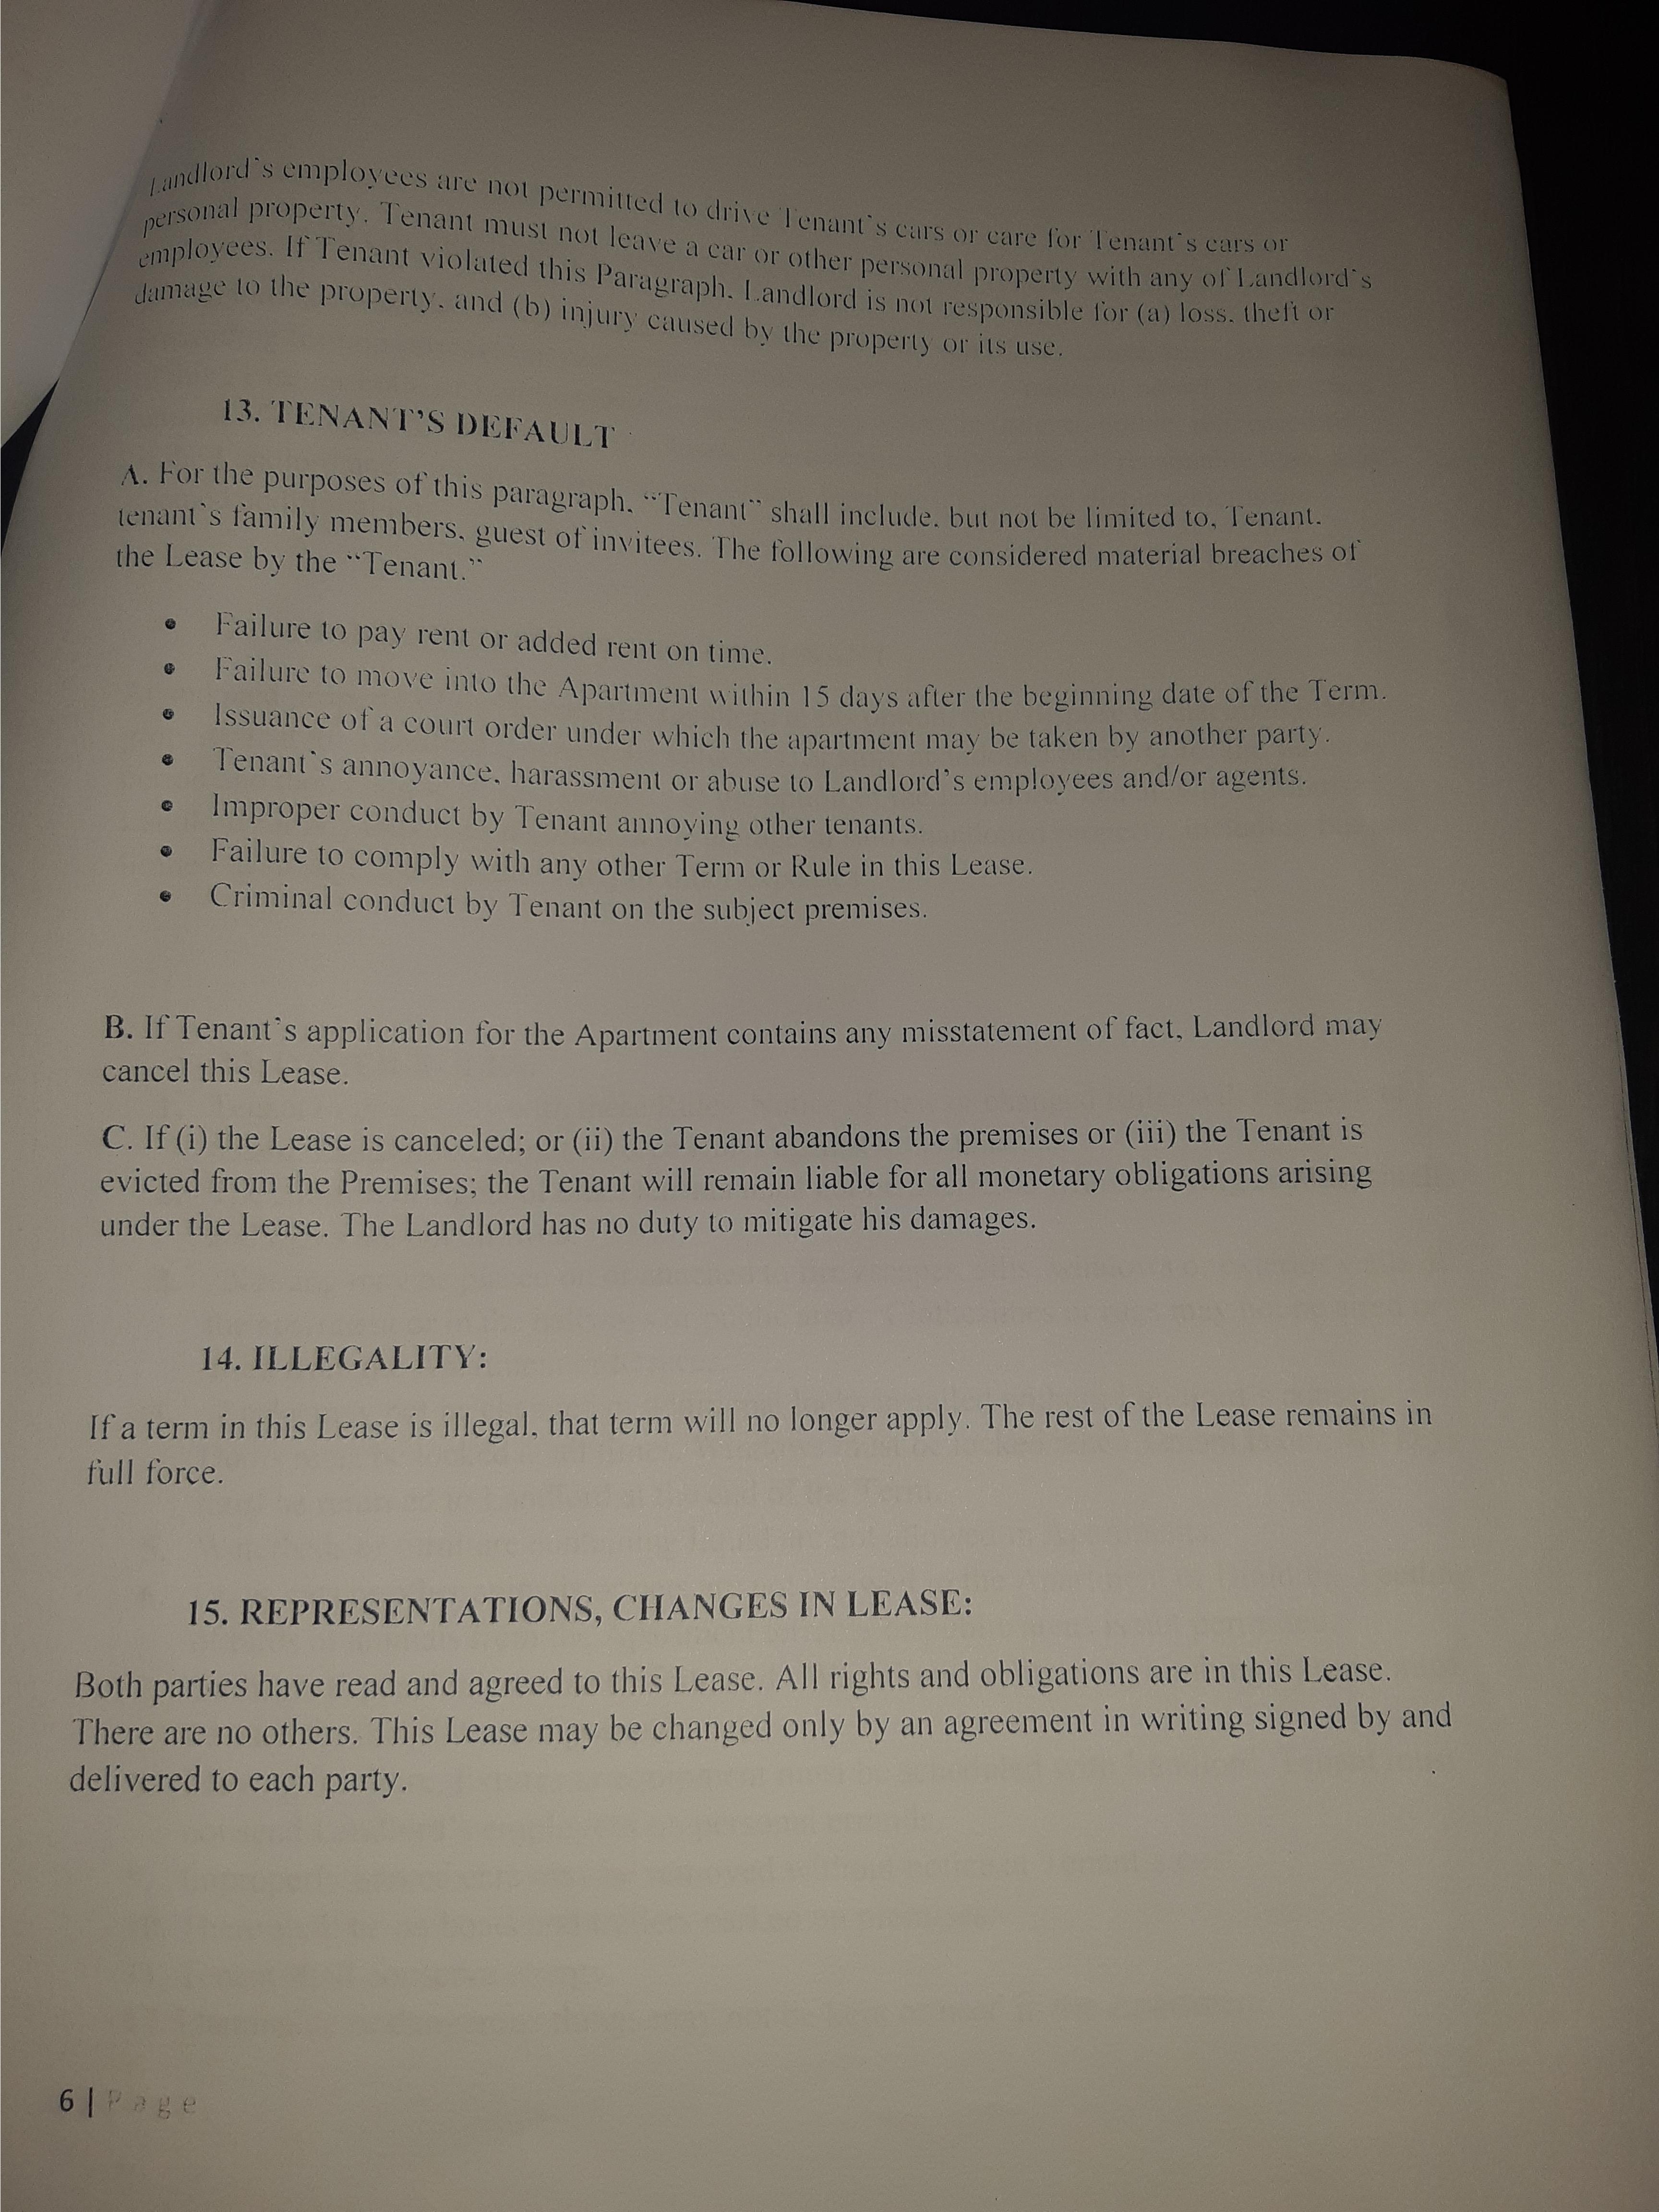 Landlord's employees are not permitted to drive Tenant's cars or care for Tenant's cars or
personal property. Tenant must not leave a car or other personal property with any of Landlord's
employees. If Tenant violated this Paragraph, Landlord is not responsible for (a) loss, theft or
damage to the property, and (b) injury caused by the property or its use.
13. TENANT'S DEFAULT
A. For the purposes of this paragraph, "Tenant" shall include, but not be limited to, Tenant,
tenant's family members, guest of invitees. The following are considered material breaches of
the Lease by the "Tenant."
• Failure to pay rent or added rent on time.
• Failure to move into the Apartment within 15 days after the beginning date of the Term.
• Issuance of a court order under which the apartment may be taken by another party.
• Tenant's annoyance, harassment or abuse to Landlord's employees and/or agents.
• Improper conduct by Tenant annoying other tenants.
• Failure to comply with any other Term or Rule in this Lease.
• Criminal conduct by Tenant on the subject premises.
B. If Tenant's application for the Apartment contains any misstatement of fact, Landlord may
cancel this Lease.
C. If (i) the Lease is canceled; or (ii) the Tenant abandons the premises or (iii) the Tenant is
evicted from the Premises; the Tenant will remain liable for all monetary obligations arising
under the Lease. The Landlord has no duty to mitigate his damages.
14. ILLEGALITY:
If a term in this Lease is illegal, that term will no longer apply. The rest of the Lease remains in
full force.
15. REPRESENTATIONS, CHANGES IN LEASE:
Both parties have read and agreed to this Lease. All rights and obligations are in this Lease.
There are no others. This Lease may be changed only by an agreement in writing signed by and
delivered to each party.
6 | Page